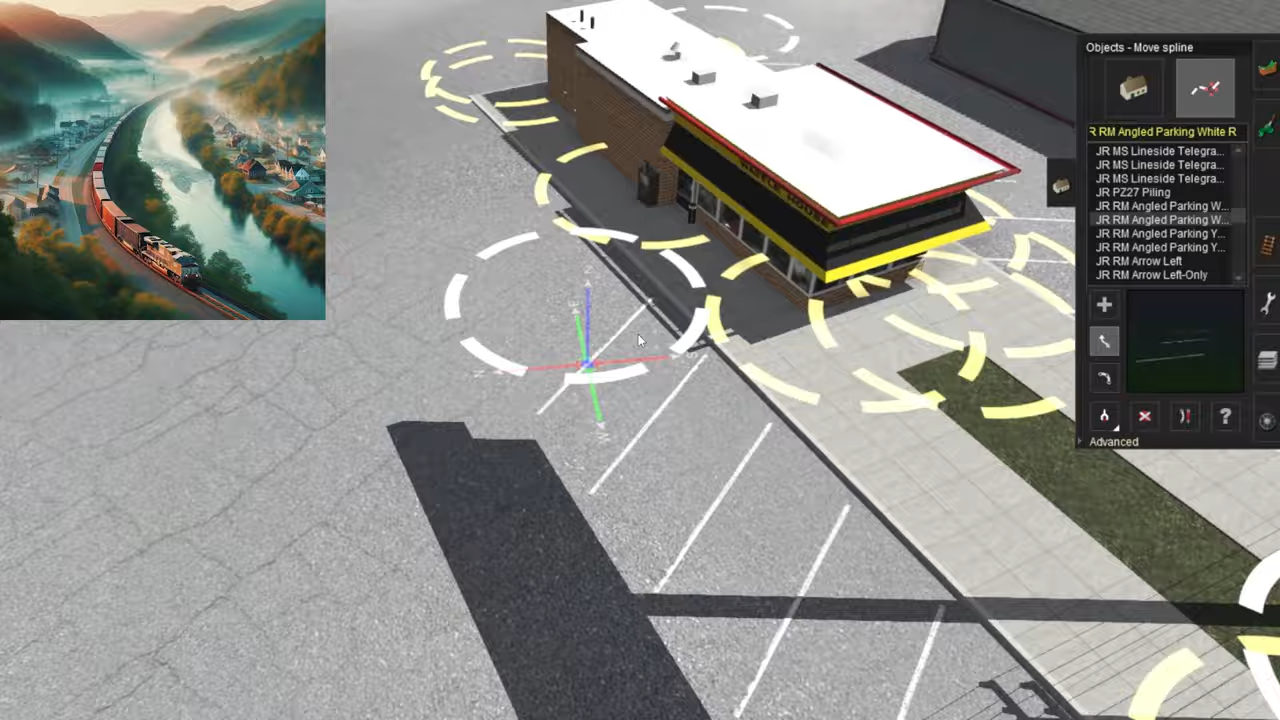 Objects - Move spline
R RM Angled Parking White R
JR MS Lineside Telegra...
JR MS Lineside Telegra...
JR MS Lineside Telegra...
JR PZ27 Piling
JR RM Angled Parking W...
JR RM Angled Parking W...
JR RM Angled Parking Y...
JR RM Angled Parking Y...
JR RM Arrow Left
JR RM Arrow Left-Only
Advanced